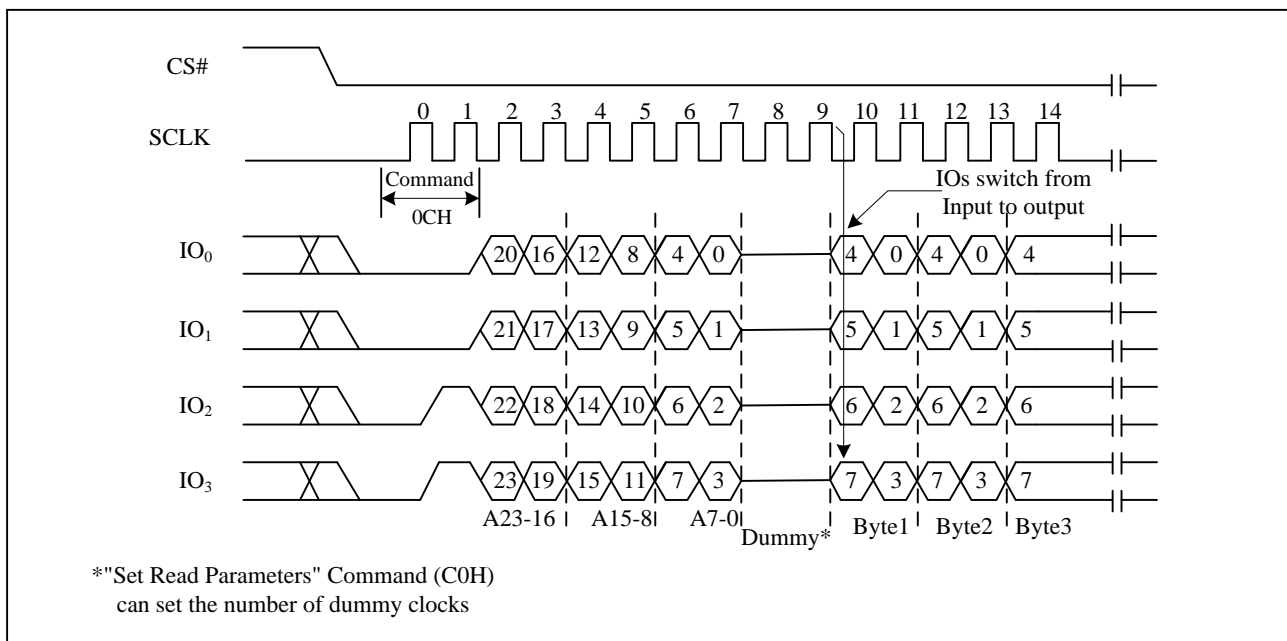 CS#
0 1 2 3 4 5 6 7 8 9 10 11 12 13 14
SCLK
Command
0CH
IOs switch from
Input to output
IO0 20 16 12 8 4 0 4 0 4 0 4
IO1 21 17 13 9 5 1 5 1 5 1 5
IO2 22 18 14 10 6 2 6 2 6 2 6
IO3 23 19 15 11 7 3 7 3 7 3 7
A23-16 A15-8 A7-0 Dummy* Byte1 Byte2 Byte3
*"Set Read Parameters" Command (C0H)
can set the number of dummy clocks